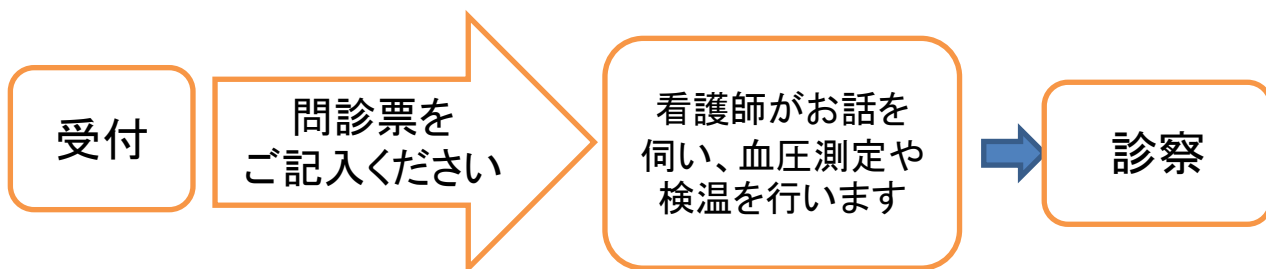 受付
問診票を
ご記入ください
看護師がお話を
伺い、血圧測定や
検温を行います
診察